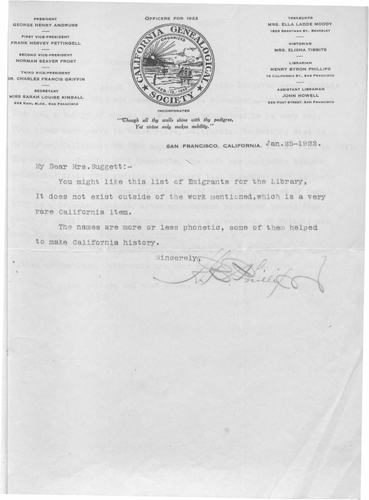 OFFICERS FOR 1922
PRESIDENT
GEORGE HENRY ANDRUSS
FIRST VICE-PRESIDENT
FRANK HERVEY PETTINGELL
SECOND VICE-PRESIDENT
NORMAN SEAVER FROST
THIRD VICE-PRESIDENT
DR. CHARLES FRANCIS GRIFFIN
SECRETARY
MISS SARAH LOUISE KIMBALL
CALIFORNIA GENEALOGICAL
SOCIETY
INCORPORATED
"Though all thy walls shine with thy pedigree,
Yet virtue only makes nobility."
TREASURER
MRS. ELLA LADDE MOODY
HISTORIAN
MRS. ELISHA TIBBITS
LIBRARIAN
HENRY BYRON PHILLIPS
ASSISTANT LIBRARIAN
JOHN HOWELL
SAN FRANCISCO, CALIFORNIA. Jan.25-1922.
My Dear Mrs.Suggett:-
You might like this list of Emigrants for the Library,
It does not exist outside of the work mentioned,which is a very
rare California item.
The names are more or less phonetic, some of them helped
to make California history.
Sincerely,